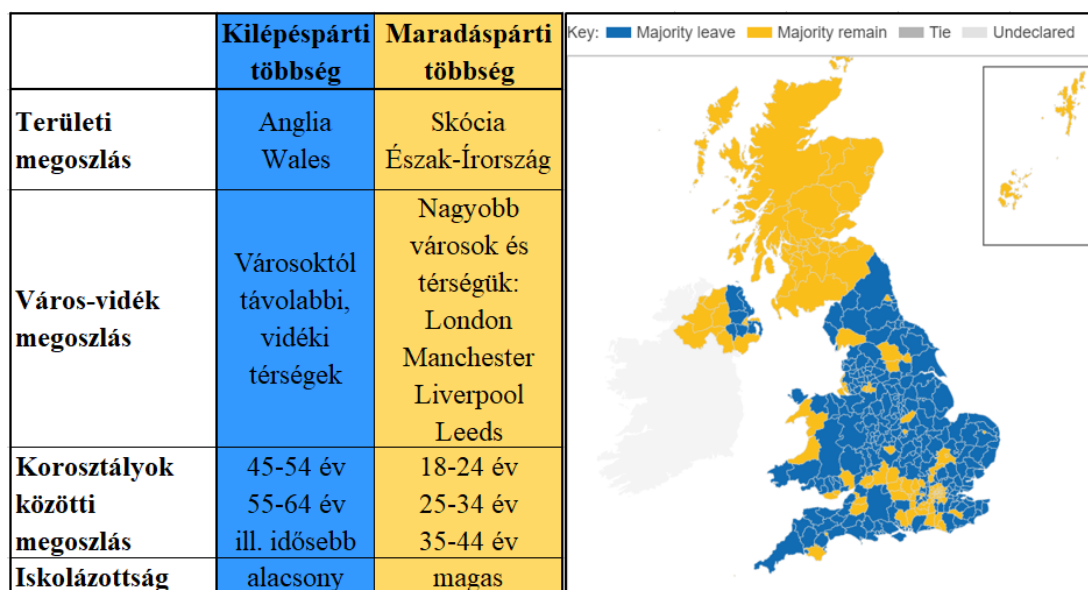 Kilépéspárti többség
Maradáspárti többség
Területi megoszlás
Anglia
Wales
Skócia
Észak-Írország
Város-vidék megoszlás
Városoktól
távolabbi,
vidéki
térségek
Nagyobb
városok és
térségük:
London
Manchester
Liverpool
Leeds
Korosztályok
közötti
megoszlás
45-54 év
55-64 év
ill. idősebb
18-24 év
25-34 év
35-44 év
Iskolázottság
alacsony
magas
Key: Majority leave Majority remain Tie Undeclared